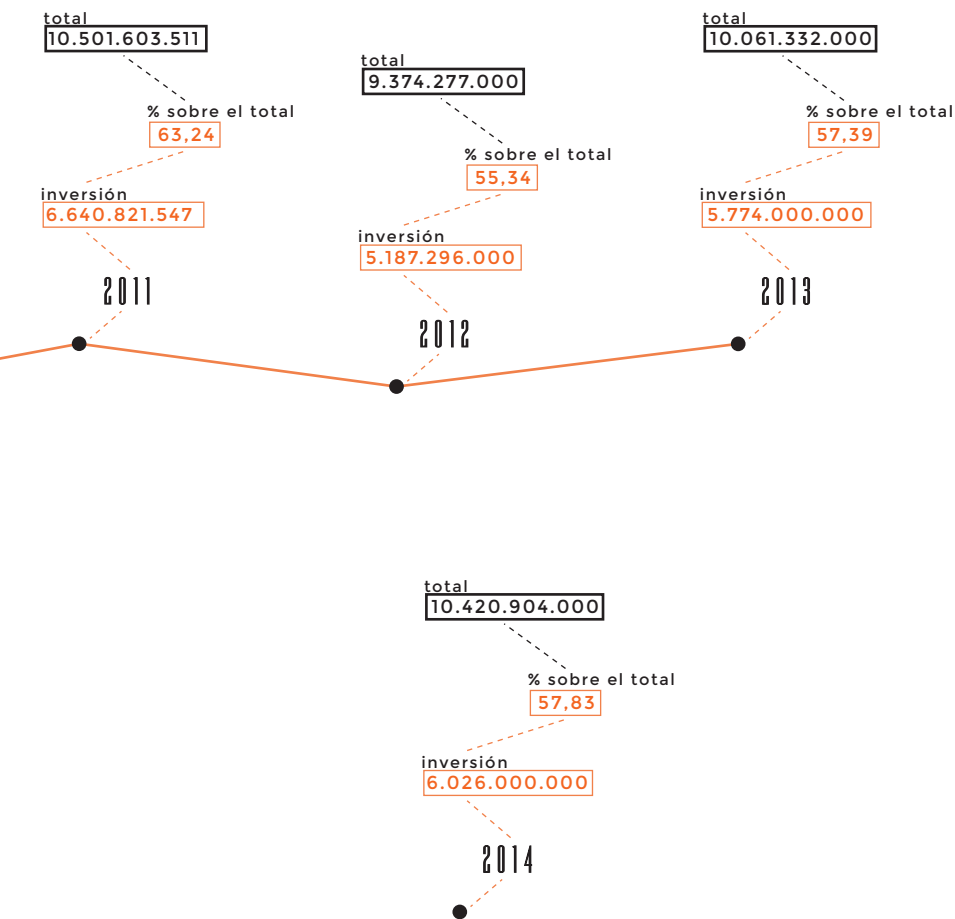 total
10.501.603.511
% sobre el total
63,24
inversión
6.640.821.547
2011
total
9.374.277.000
% sobre el total
55,34
inversión
5.187.296.000
2012
total
10.061.332.000
% sobre el total
57,39
inversión
5.774.000.000
2013
total
10.420.904.000
% sobre el total
57,83
inversión
6.026.000.000
2014